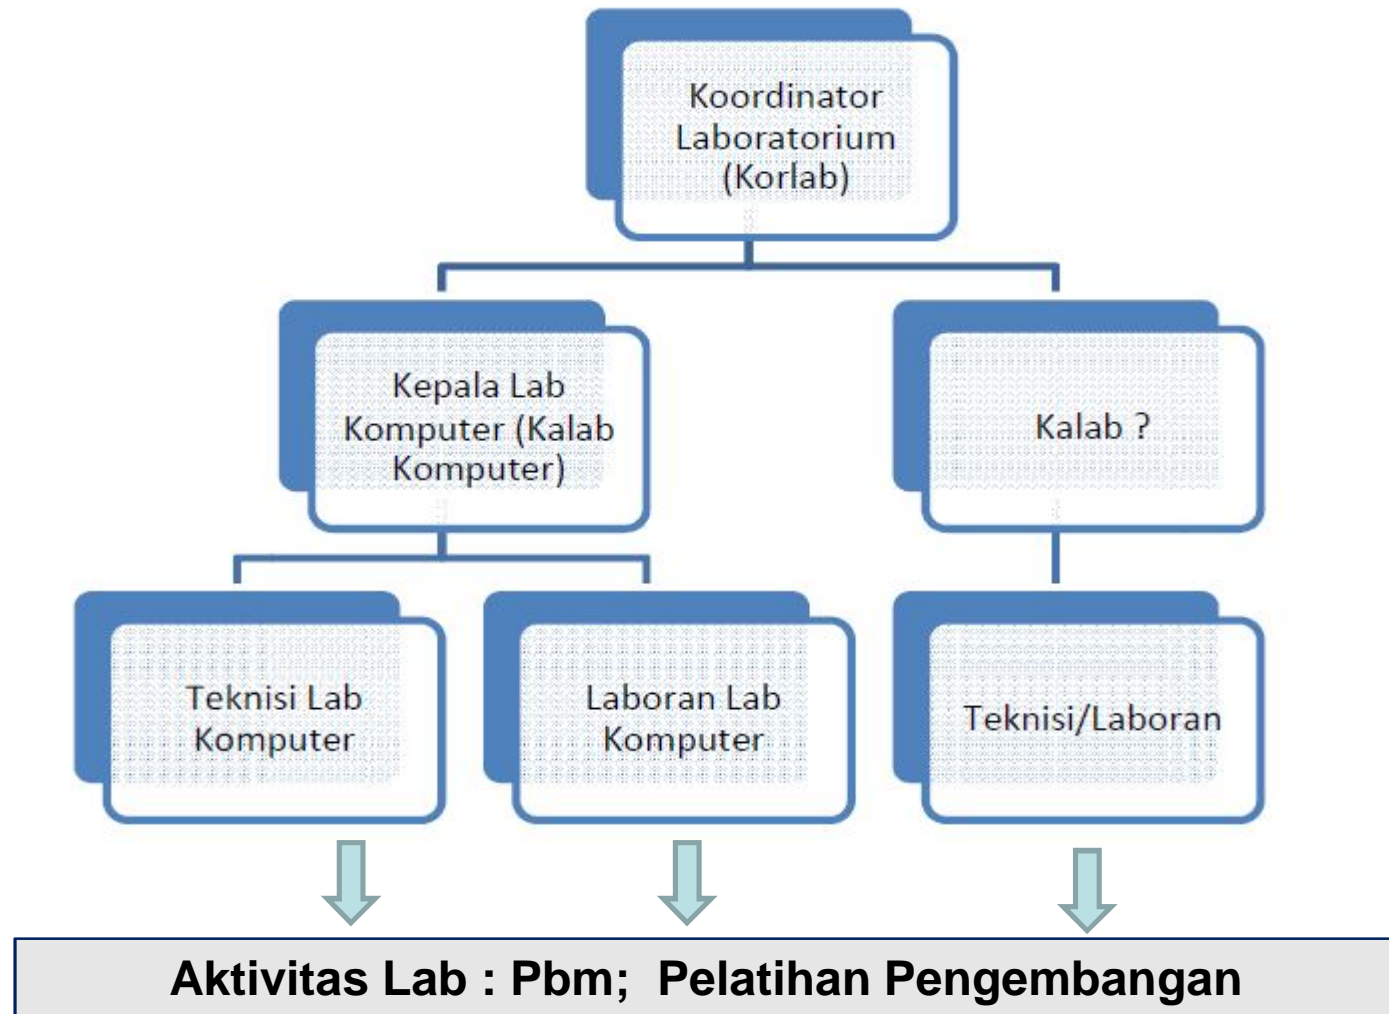 Koordinator
Laboratorium
(Korlab)
Kepala Lab
Komputer (Kalab
Komputer)
Kalab ?
Teknisi Lab
Komputer
Laboran Lab
Komputer
Teknisi/Laboran
Aktivitas Lab : Pbm;  Pelatihan Pengembangan